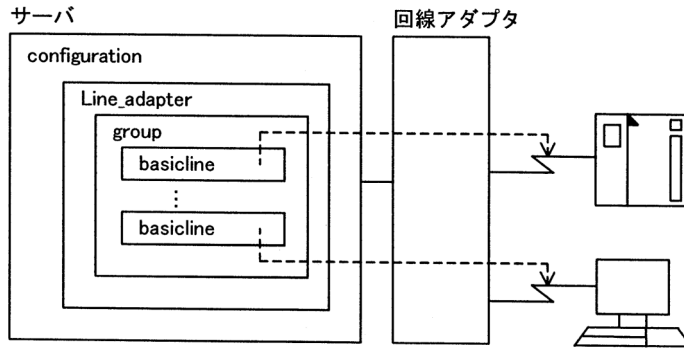 サーバ
回線アダプタ
configuration
Line_adapter
group
basicline
⋮
basicline